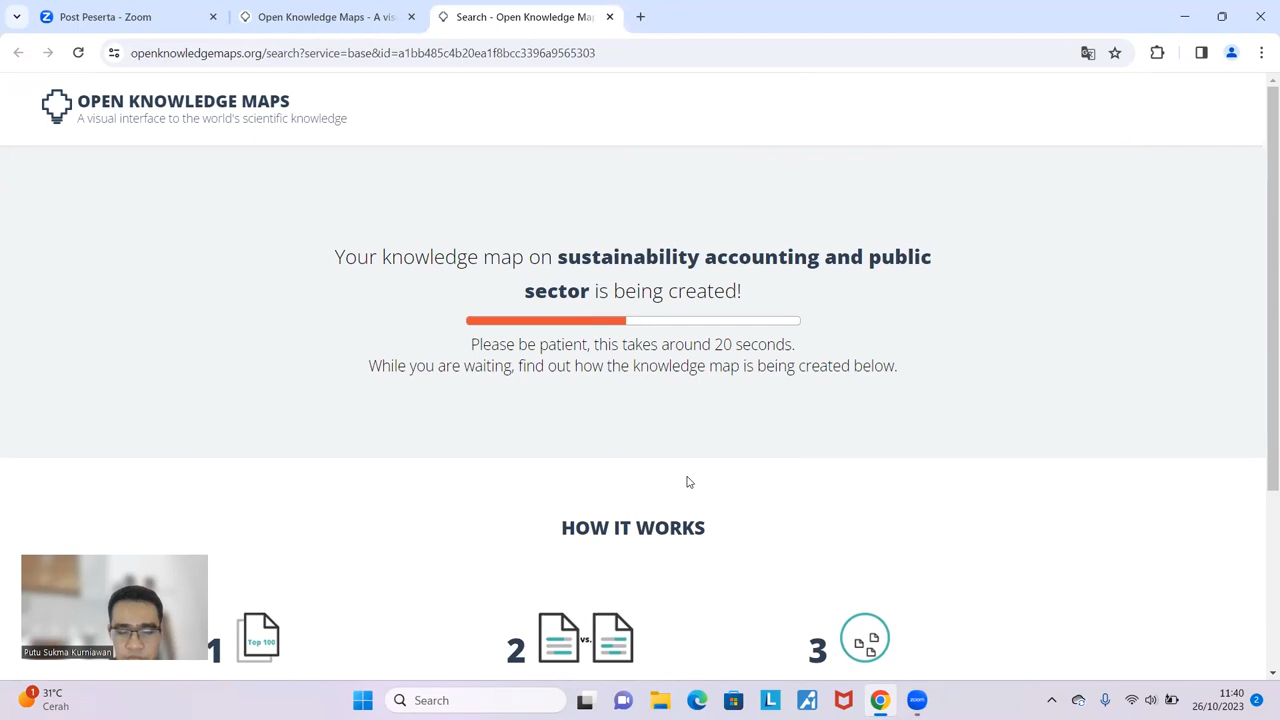 Post Peserta - Zoom
Open Knowledge Maps - A vis
Search - Open Knowledge Ma
openknowledgemaps.org/search?service=base&id=a1bb485c4b20ea1f8bcc3396a9565303
OPEN KNOWLEDGE MAPS
A visual interface to the world's scientific knowledge
Your knowledge map on sustainability accounting and public
sector is being created!
Please be patient, this takes around 20 seconds.
While you are waiting, find out how the knowledge map is being created below.
HOW IT WORKS
1
Top 100
2
vs.
3
Putu Sukma Kurniawan
1
31°C
Cerah
Search
zoom
11:40
26/10/2023
2